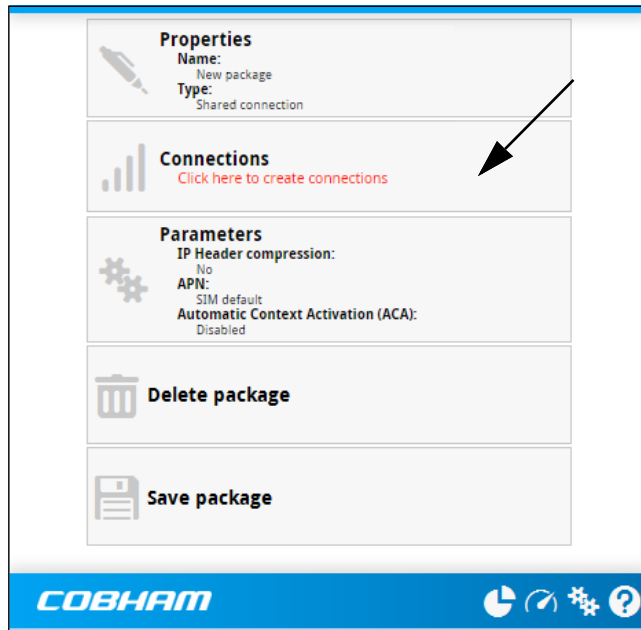 Properties
Name:
New package
Type:
Shared connection
Connections
Click here to create connections
Parameters
IP Header compression:
No
APN:
SIM default
Automatic Context Activation (ACA):
Disabled
Delete package
Save package
COBHAM
?